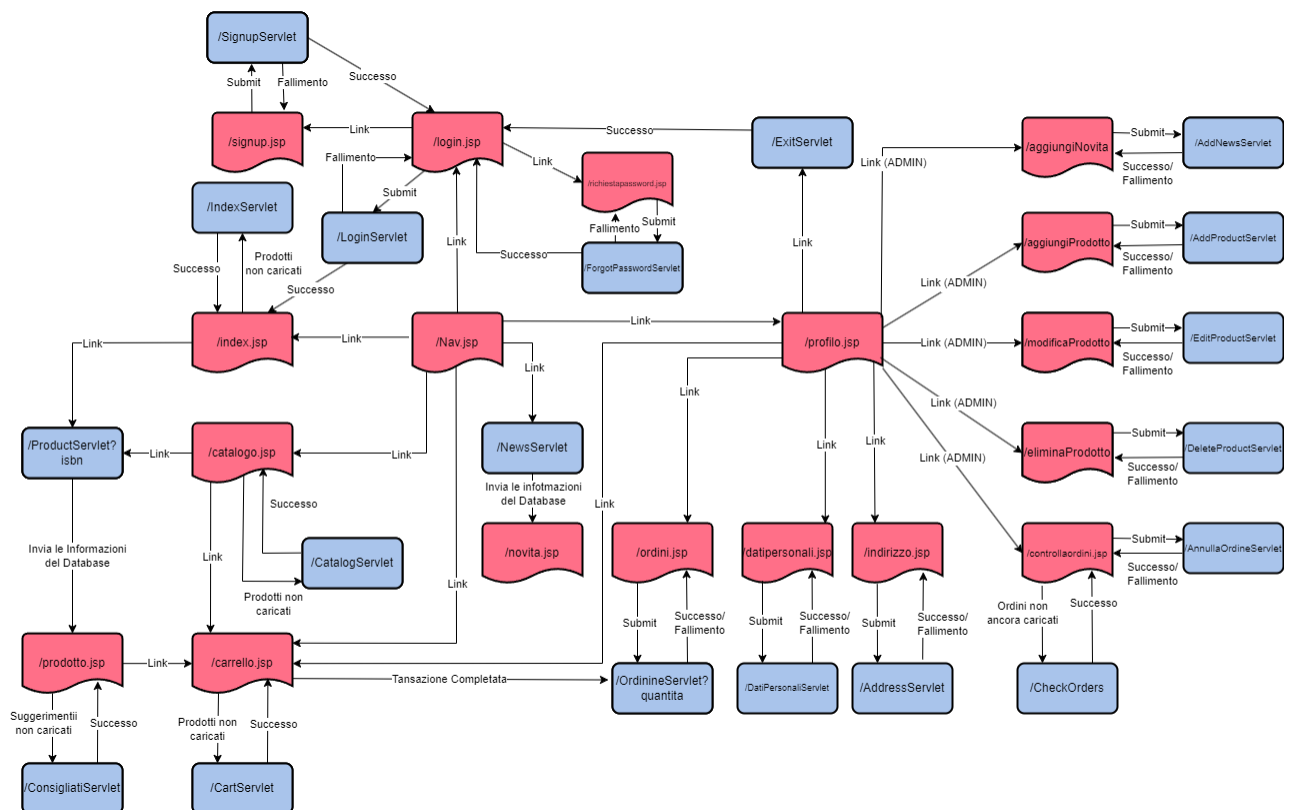 /SignupServlet
Successo
Submit
Fallimento
/signup.jsp
Link
/login.jsp
Successo
/ExitServlet
/aggiungiNovita
Submit
/AddNewsServlet
Successo/
Fallimento
Link (ADMIN)
Fallimento
Link
/richiestapassword.jsp
Submit
/IndexServlet
/LoginServlet
Fallimento
Submit
Link
Link
Successo
/ForgotPasswordServlet
Successo
Prodotti
non caricati
Successo
/aggiungiProdotto
Submit
/AddProductServlet
Successo/
Fallimento
Link (ADMIN)
/index.jsp
Link
Link
/Nav.jsp
Link
/profilo.jsp
Link (ADMIN)
/modificaProdotto
Submit
/EditProductServlet
Successo/
Fallimento
Link
Link
Link (ADMIN)
Link
Link
/ProductServlet?
isbn
Link
/catalogo.jsp
Link
/NewsServlet
Link (ADMIN)
/eliminaProdotto
Submit
/DeleteProductServlet
Successo/
Fallimento
Invia le infotmazioni
del Database
Successo
Link
Invia le Informazioni
del Database
Link
/CatalogServlet
Prodotti non
caricati
Link
/novita.jsp
/ordini.jsp
/datipersonali.jsp
/indirizzo.jsp
/controllaordini.jsp
Submit
/AnnullaOrdineServlet
Successo/
Fallimento
Submit
Successo/
Fallimento
Submit
Successo/
Fallimento
Submit
Successo/
Fallimento
Ordini non
ancora caricati
Successo
/prodotto.jsp
Link
/carrello.jsp
Tansazione Completata
/OrdinineServlet?
quantita
/DatiPersonaliServlet
/AddressServlet
/CheckOrders
Suggerimentii
non caricati
Successo
Prodotti non
caricati
Successo
/ConsigliatiServlet
/CartServlet